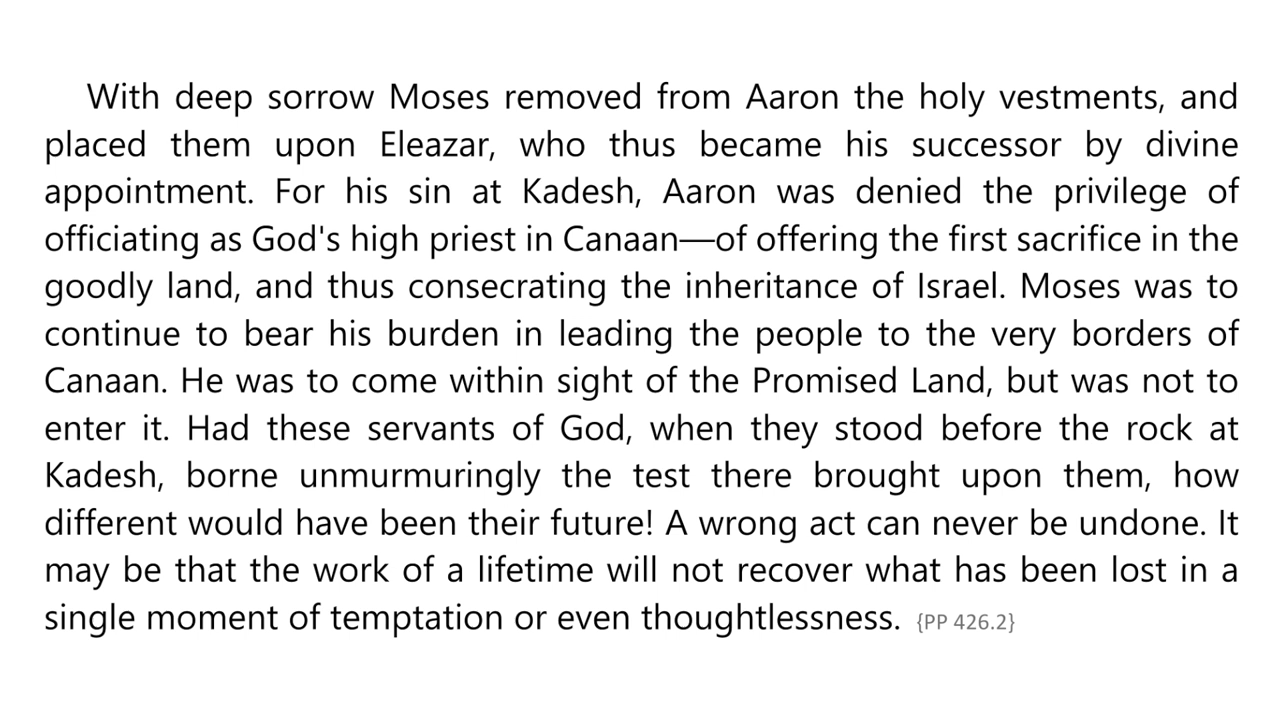 With deep sorrow Moses removed from Aaron the holy vestments, and
placed them upon Eleazar, who thus became his successor by divine
appointment. For his sin at Kadesh, Aaron was denied the privilege of
officiating as God's high priest in Canaan—of offering the first sacrifice in the
goodly land, and thus consecrating the inheritance of Israel. Moses was to
continue to bear his burden in leading the people to the very borders of
Canaan. He was to come within sight of the Promised Land, but was not to
enter it. Had these servants of God, when they stood before the rock at
Kadesh, borne unmurmuringly the test there brought upon them, how
different would have been their future! A wrong act can never be undone. It
may be that the work of a lifetime will not recover what has been lost in a
single moment of temptation or even thoughtlessness. {PP 426.2}